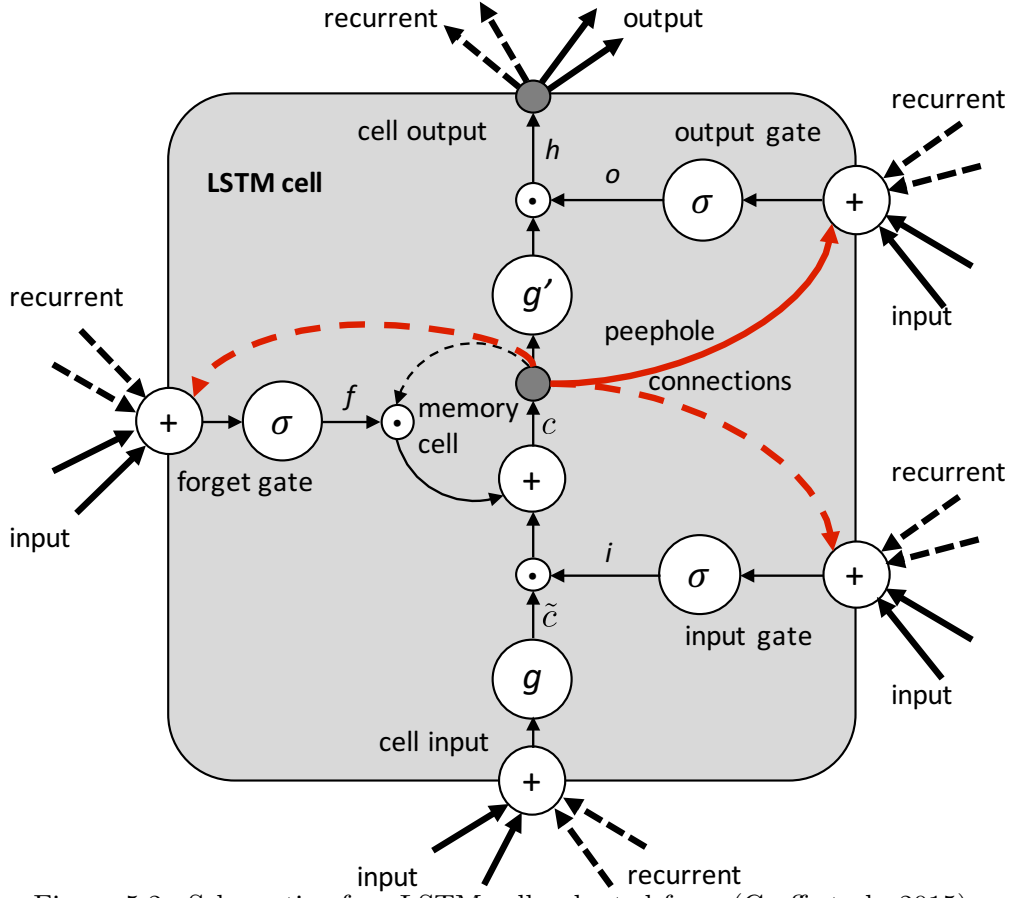 recurrent
output
recurrent
cell output
h
output gate
LSTM cell
o
σ
+
g’
recurrent
input
peephole
connections
f
memory
cell
c
+
σ
forget gate
+
recurrent
input
i
σ
+
c̃
input gate
g
input
cell input
+
input
recurrent